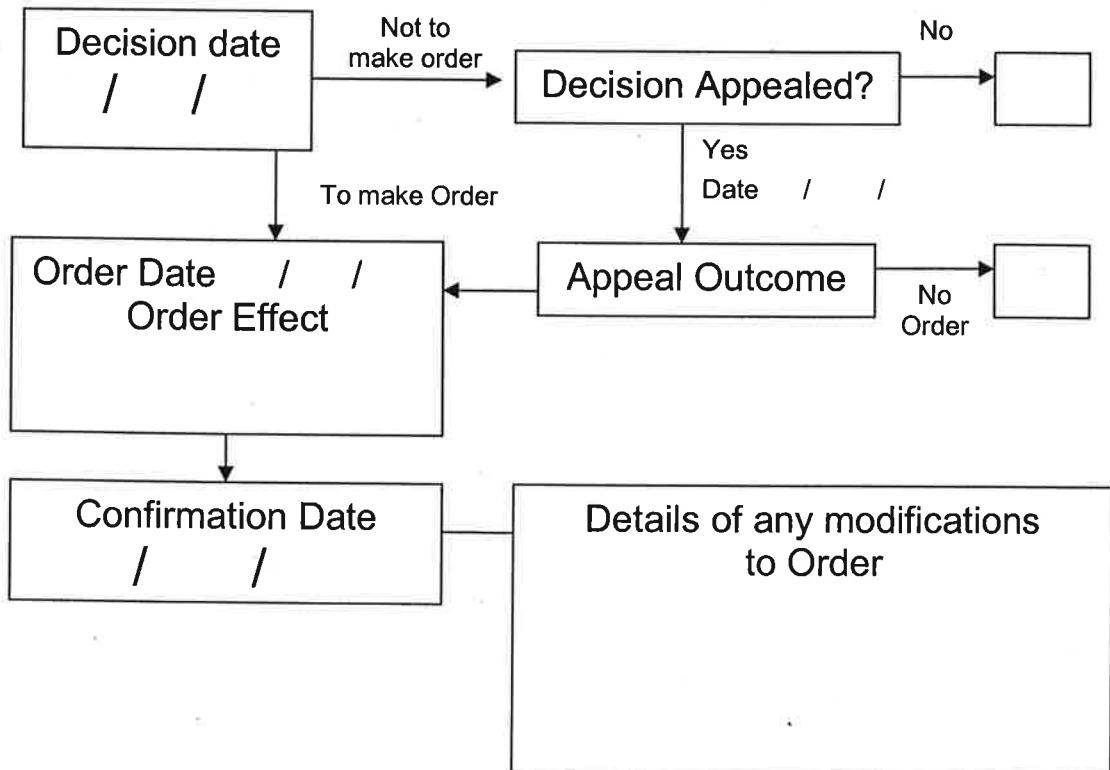 Decision date
/ /
Not to
make order
Decision Appealed?
No
Yes
Date / /
To make Order
Order Date / /
Order Effect
Appeal Outcome
No
Order
Confirmation Date
/ /
Details of any modifications
to Order